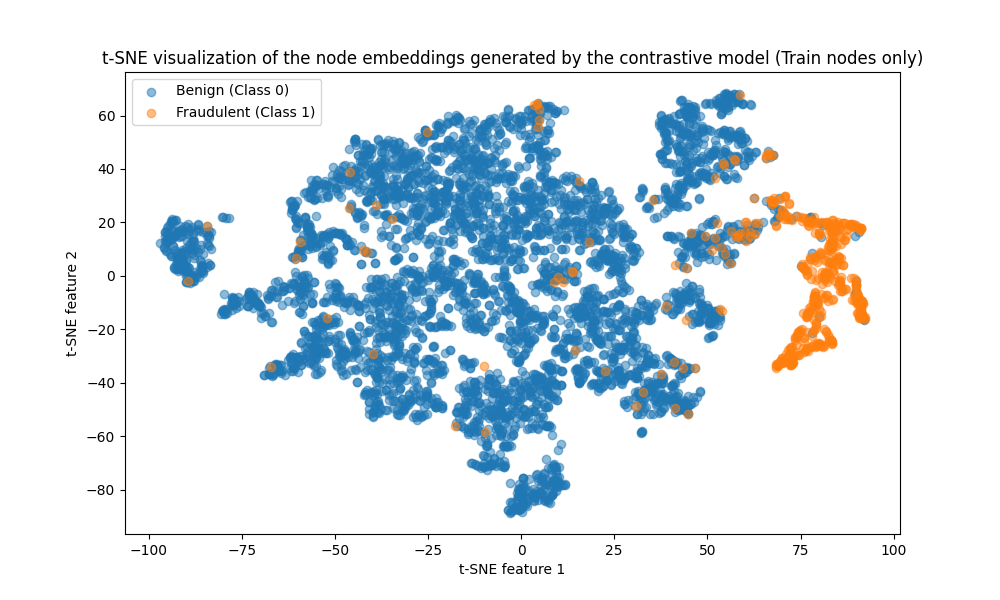 t-SNE visualization of the node embeddings generated by the contrastive model (Train nodes only)
Benign (Class 0)
Fraudulent (Class 1)
60
40
20
0
−20
−40
−60
−80
t-SNE feature 2
−100 −75 −50 −25 0 25 50 75 100
t-SNE feature 1